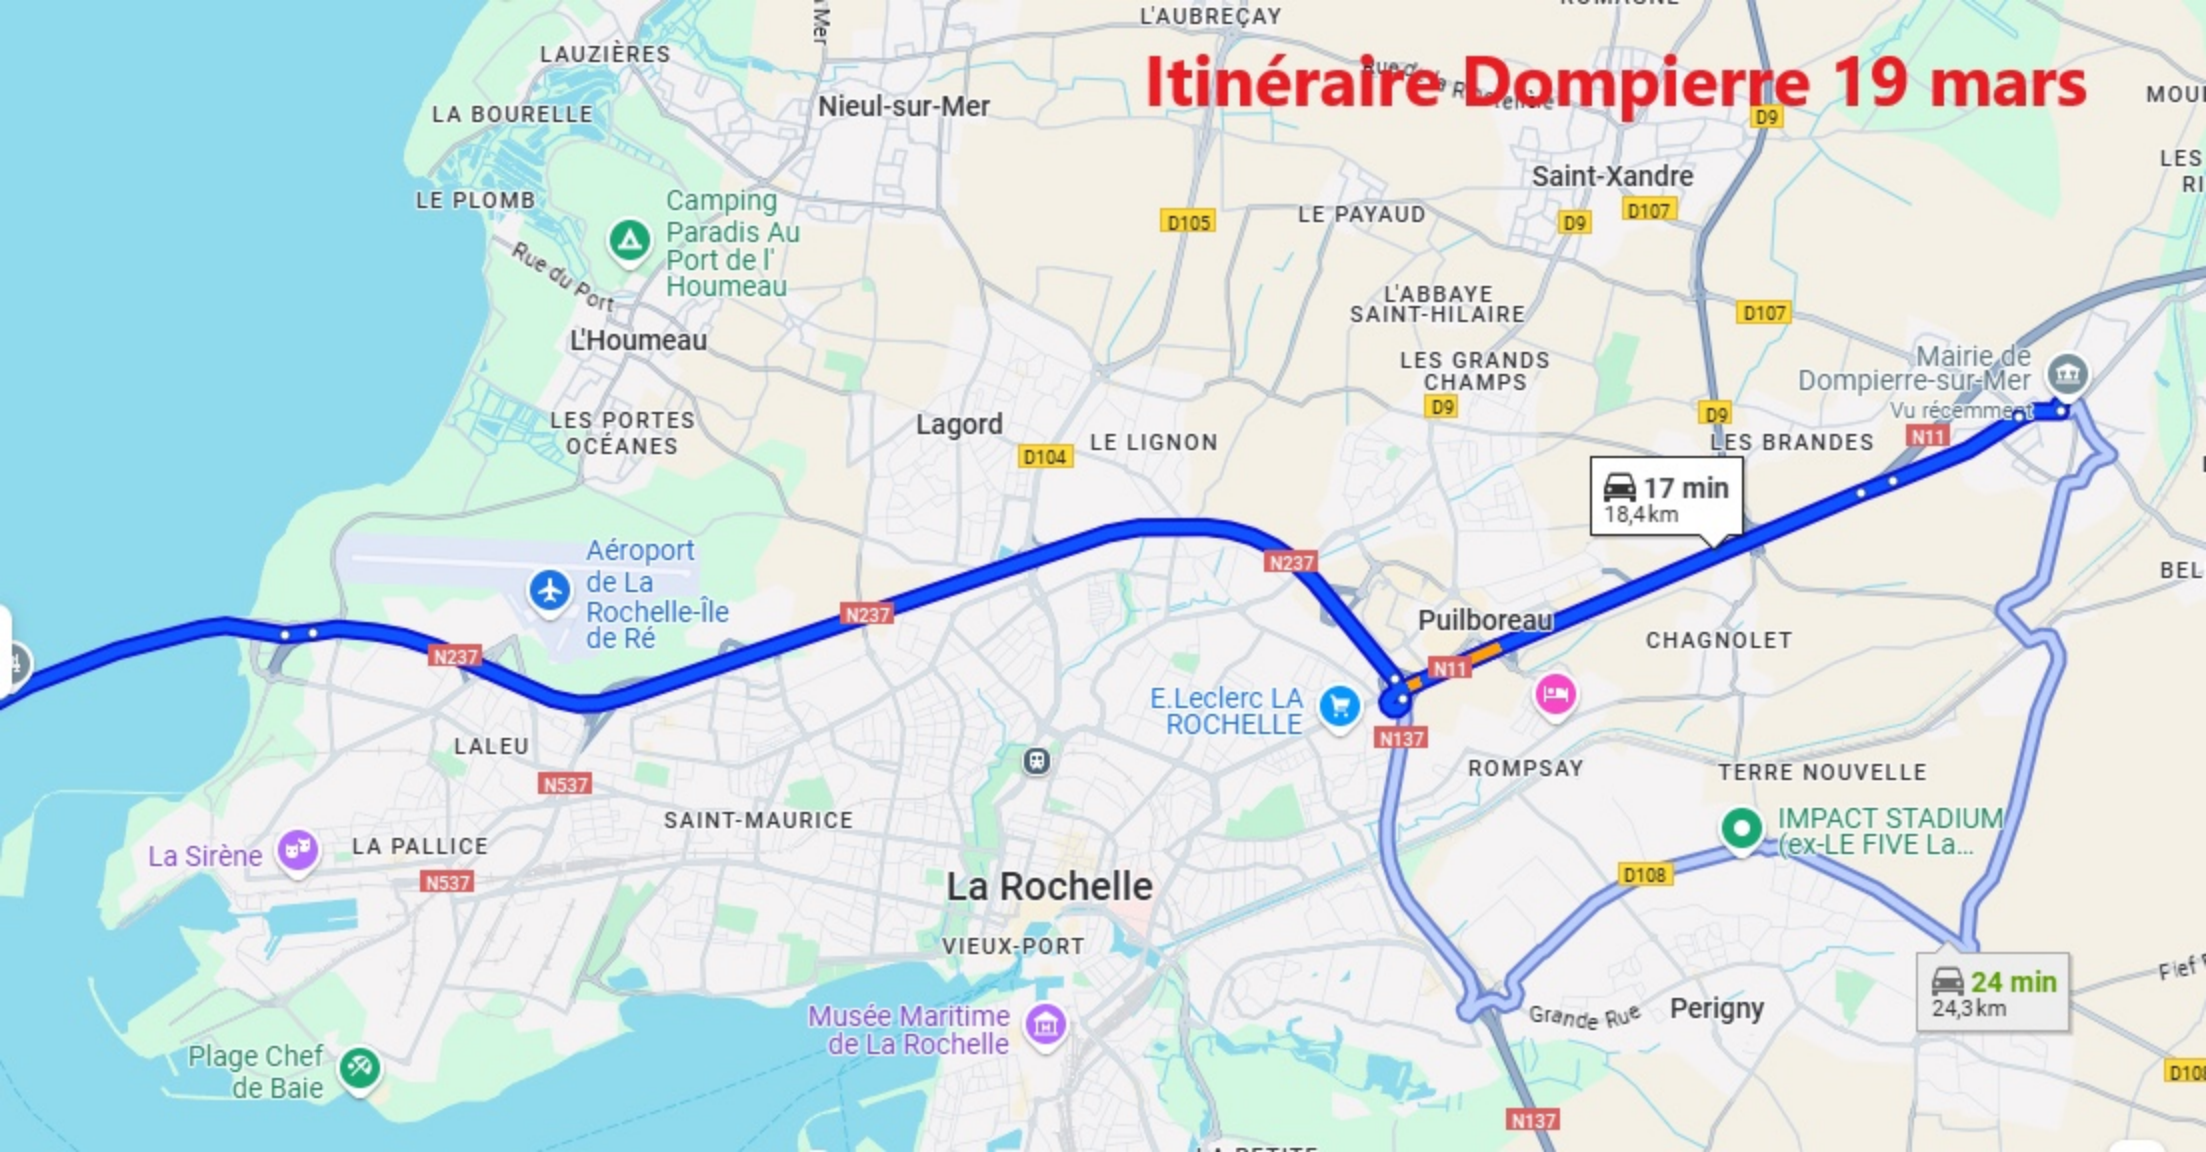 L'AUBREÇAY
Itinéraire Dompierre 19 mars
LAUZIÈRES
LA BOURELLE
Nieul-sur-Mer
D9
LE PLOMB
Saint-Xandre
Camping
Paradis Au
Port de l'
Houmeau
Rue du Port
D105
LE PAYAUD
D9
D107
L'ABBAYE
SAINT-HILAIRE
D107
L'Houmeau
LES GRANDS
CHAMPS
D9
Mairie de
Dompierre-sur-Mer
Vu récemment
D9
N11
LES PORTES
OCÉANES
Lagord
D104
LE LIGNON
LES BRANDES
17 min
18,4 km
Aéroport
de La
Rochelle-Île
de Ré
N237
N237
N237
Puilboreau
N11
CHAGNOLET
E.Leclerc LA
ROCHELLE
N137
LALEU
N537
ROMPSAY
TERRE NOUVELLE
SAINT-MAURICE
IMPACT STADIUM
(ex-LE FIVE La...
La Sirène
LA PALLICE
N537
D108
La Rochelle
VIEUX-PORT
24 min
24,3 km
Musée Maritime
de La Rochelle
Grande Rue
Perigny
Plage Chef
de Baie
N137